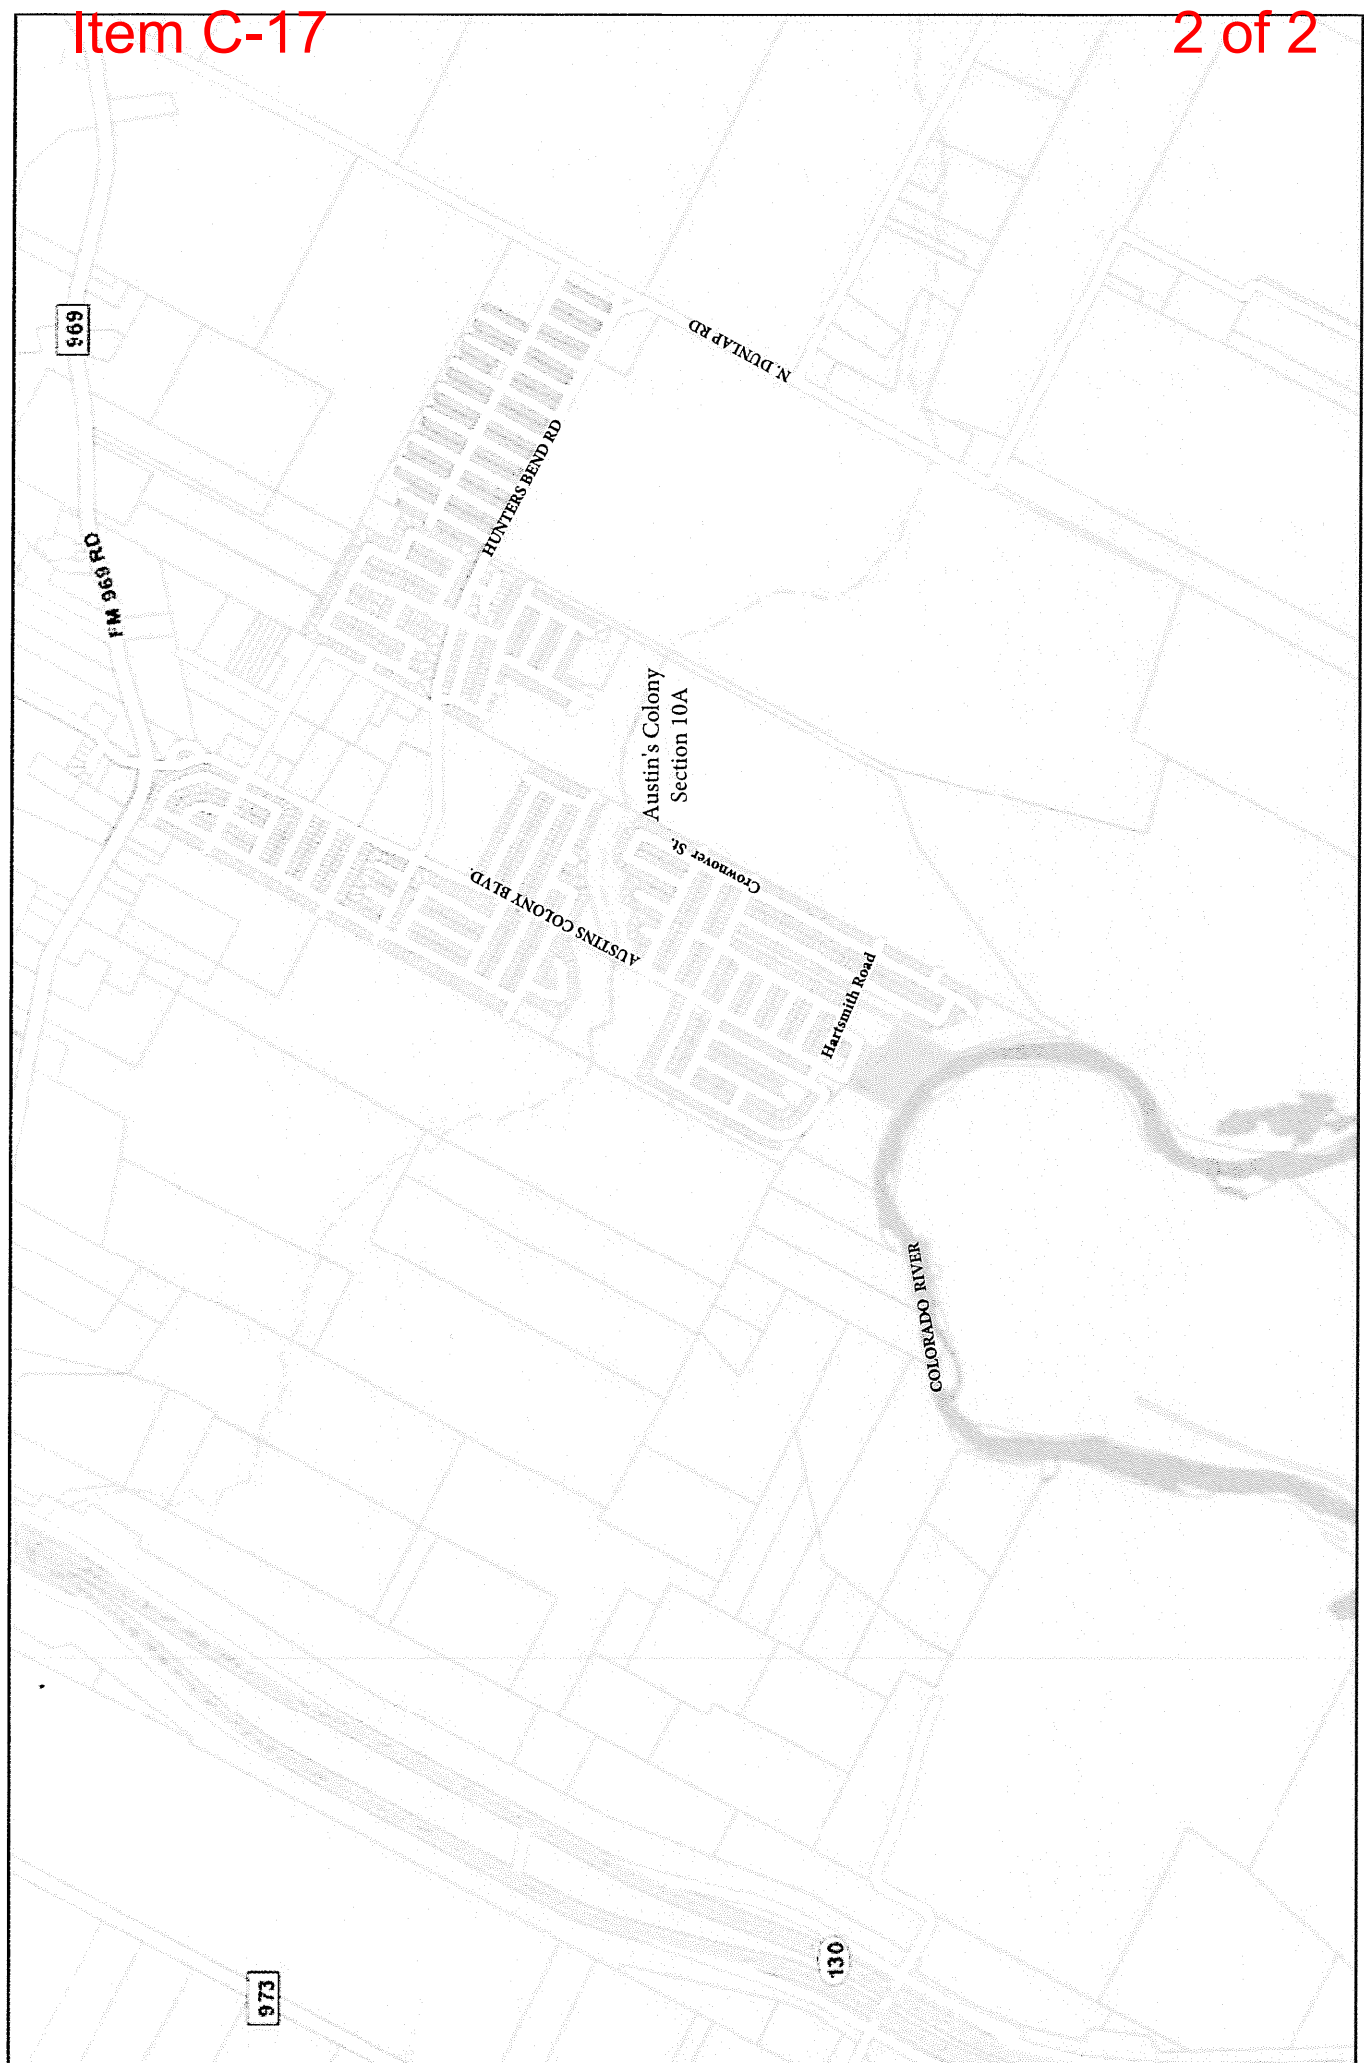 Item C-17
2 of 2
969
N. DUNLAP RD
HUNTERS BEND RD
FM 969 RD
Austin's Colony
Section 10A
Crownover St.
AUSTINS COLONY BLVD.
Hartsmith Road
COLORADO RIVER
130
973